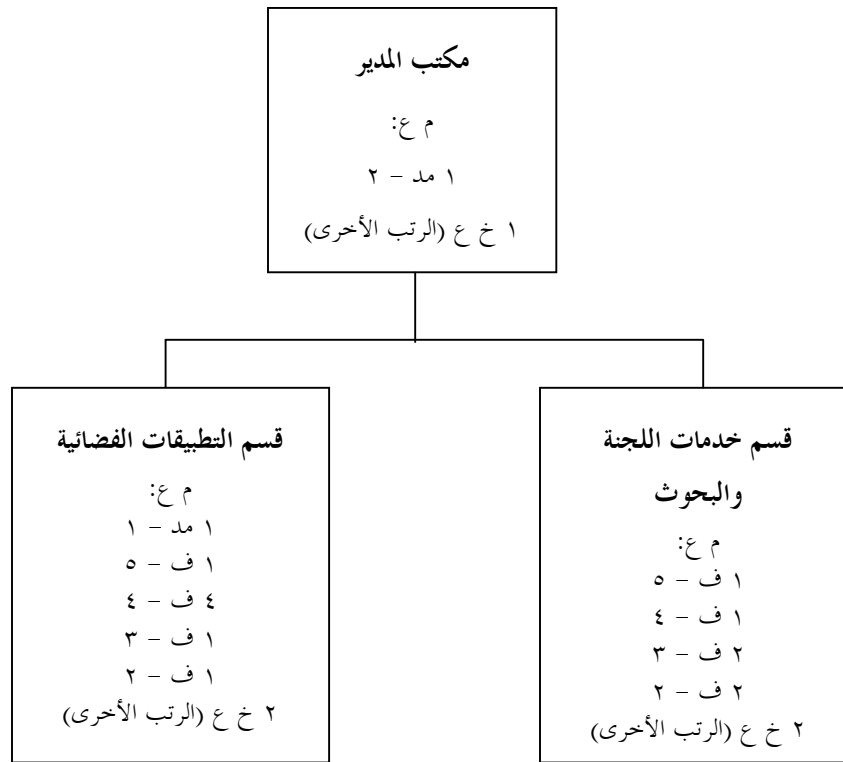 مكتب المدير
م ع:
١ مد – ٢
١ خ ع (الرتب الأخرى)
قسم خدمات اللجنة
والبحوث
م ع:
١ ف – ٥
١ ف – ٤
٢ ف – ٣
٢ ف – ٢
٢ خ ع (الرتب الأخرى)
قسم التطبيقات الفضائية
م ع:
١ مد – ١
١ ف – ٥
٤ ف – ٤
١ ف – ٣
١ ف – ٢
٢ خ ع (الرتب الأخرى)